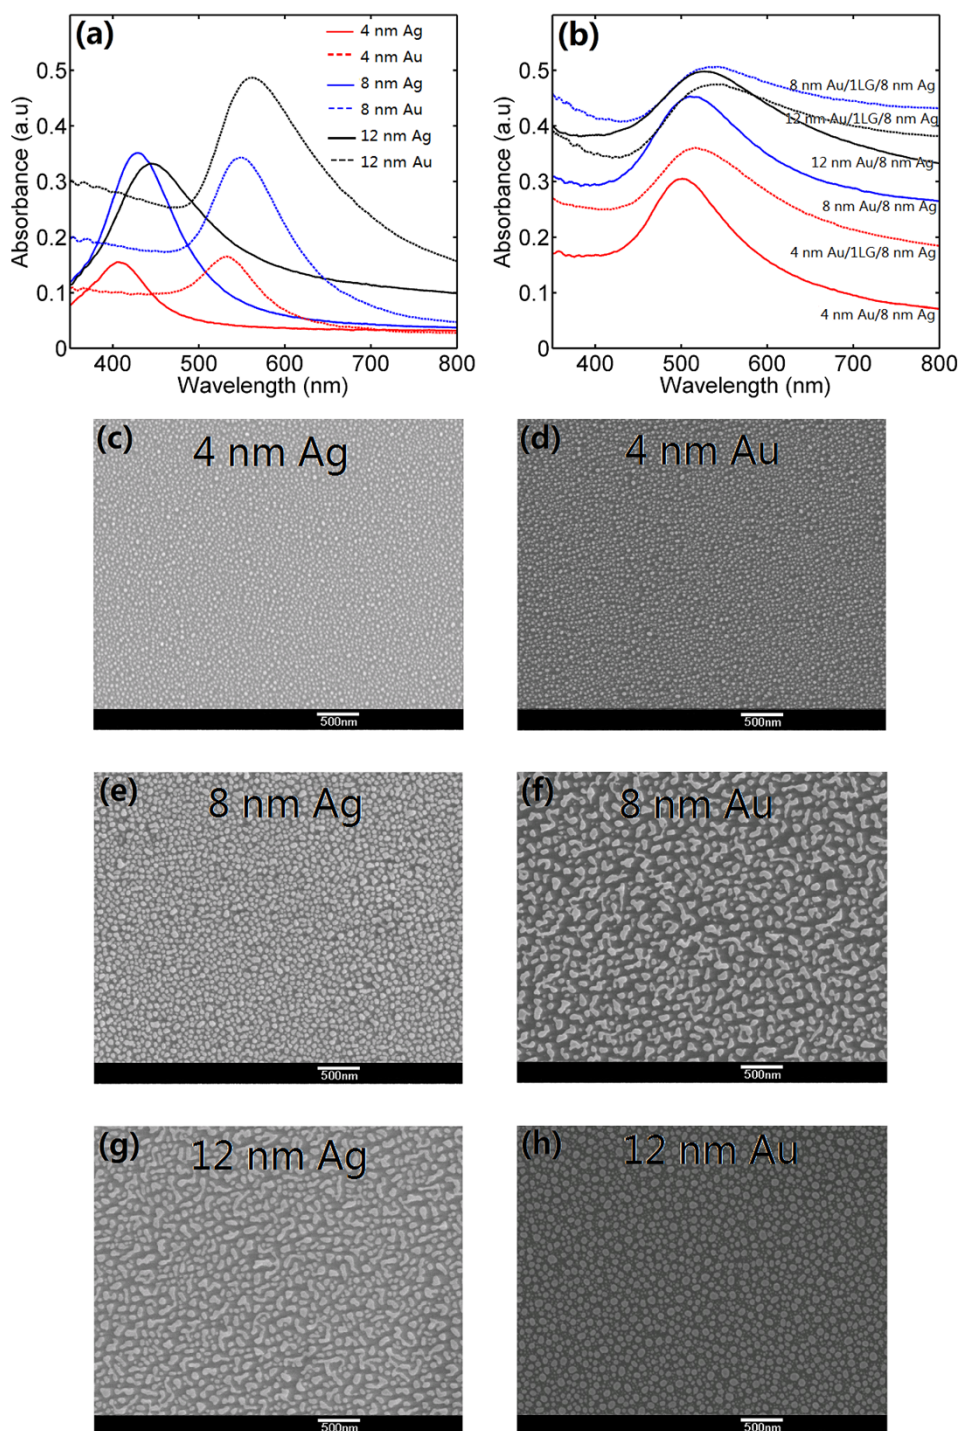 (a)
4 nm Ag
4 nm Au
8 nm Ag
8 nm Au
12 nm Ag
12 nm Au
0.5
0.4
0.3
0.2
0.1
0
Absorbance (a.u)
400 500 600 700 800
Wavelength (nm)
(b)
8 nm Au/1LG/8 nm Ag
12 nm Au/1LG/8 nm Ag
12 nm Au/8 nm Ag
8 nm Au/8 nm Ag
4 nm Au/1LG/8 nm Ag
4 nm Au/8 nm Ag
0.5
0.4
0.3
0.2
0.1
0
Absorbance (a.u)
400 500 600 700 800
Wavelength (nm)
(c)
4 nm Ag
500nm
(d)
4 nm Au
500nm
(e)
8 nm Ag
500nm
(f)
8 nm Au
500nm
(g)
12 nm Ag
500nm
(h)
12 nm Au
500nm